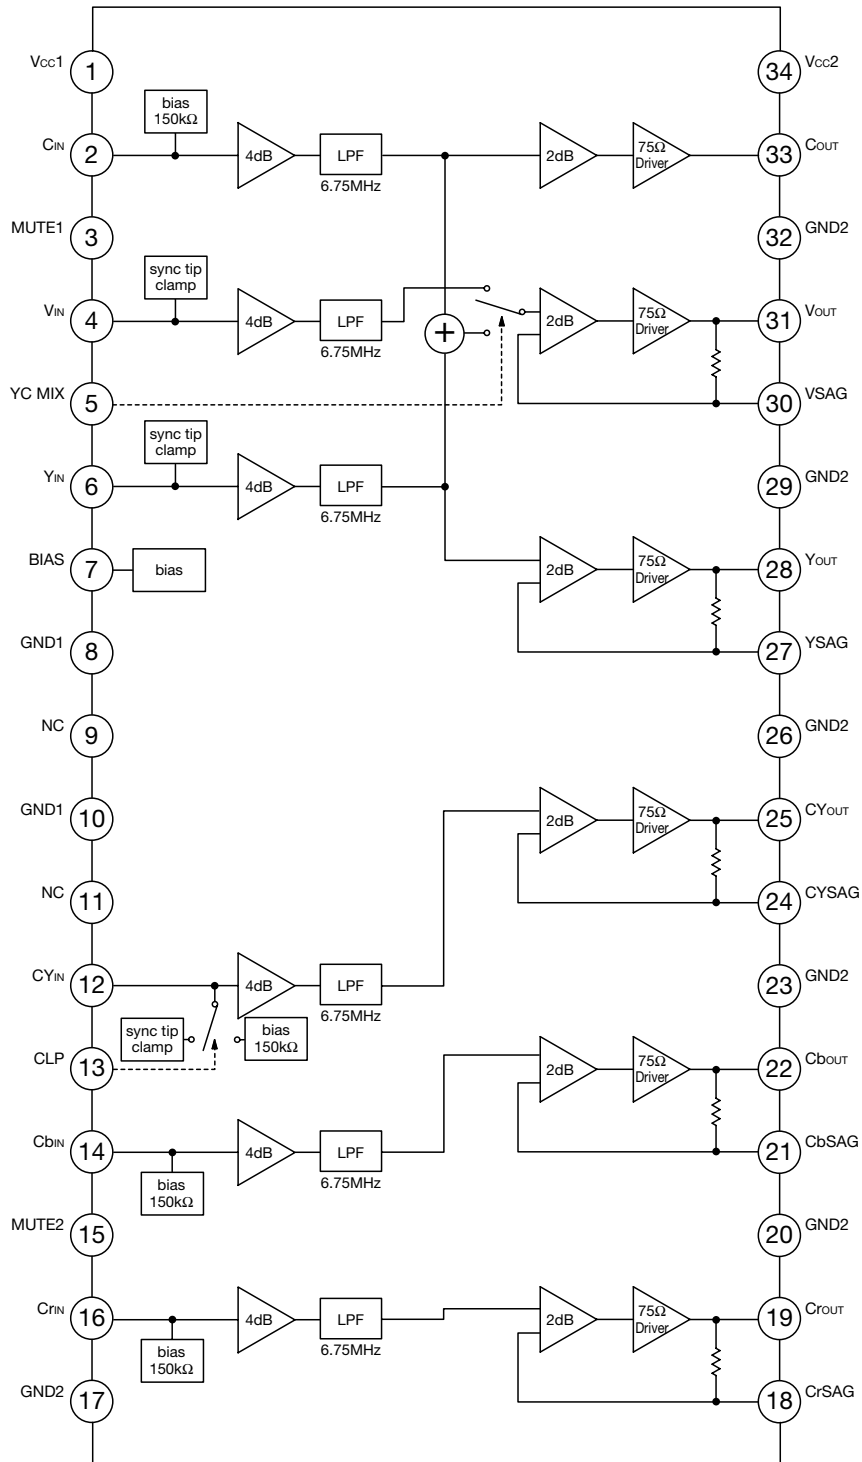 Vcc1
1
34
Vcc2
bias
150kΩ
CIN
2
4dB
LPF
6.75MHz
2dB
75Ω
Driver
33
COUT
MUTE1
3
32
GND2
sync tip
clamp
VIN
4
4dB
LPF
6.75MHz
+
2dB
75Ω
Driver
31
VOUT
YC MIX
5
30
VSAG
sync tip
clamp
YIN
6
4dB
LPF
6.75MHz
29
GND2
BIAS
7
bias
2dB
75Ω
Driver
28
YOUT
GND1
8
27
YSAG
NC
9
26
GND2
GND1
10
2dB
75Ω
Driver
25
CYOUT
NC
11
24
CYSAG
CYIN
12
4dB
LPF
6.75MHz
23
GND2
sync tip
clamp
bias
150kΩ
CLP
13
2dB
75Ω
Driver
22
CbOUT
CbIN
14
4dB
LPF
6.75MHz
21
CbSAG
bias
150kΩ
MUTE2
15
20
GND2
CrIN
16
4dB
LPF
6.75MHz
2dB
75Ω
Driver
19
CrOUT
bias
150kΩ
GND2
17
18
CrSAG